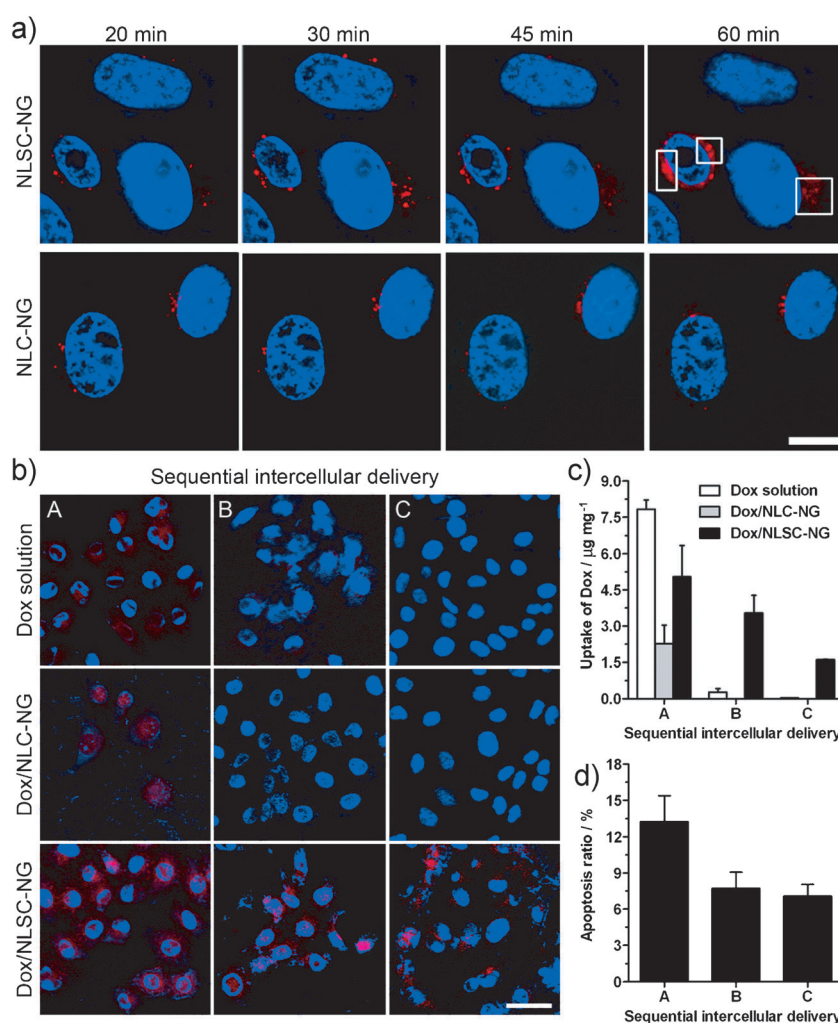 a)
20 min 30 min 45 min 60 min
NLSC-NG
NLC-NG
b)
Sequential intercellular delivery
A B C
Dox solution
Dox/NLC-NG
Dox/NLSC-NG
c)
Uptake of Dox / µg mg⁻¹
9.0
7.5
6.0
4.5
3.0
1.5
0.0
Dox solution
Dox/NLC-NG
Dox/NLSC-NG
A B C
Sequential intercellular delivery
d)
Apoptosis ratio / %
18
15
12
9
6
3
0
A B C
Sequential intercellular delivery